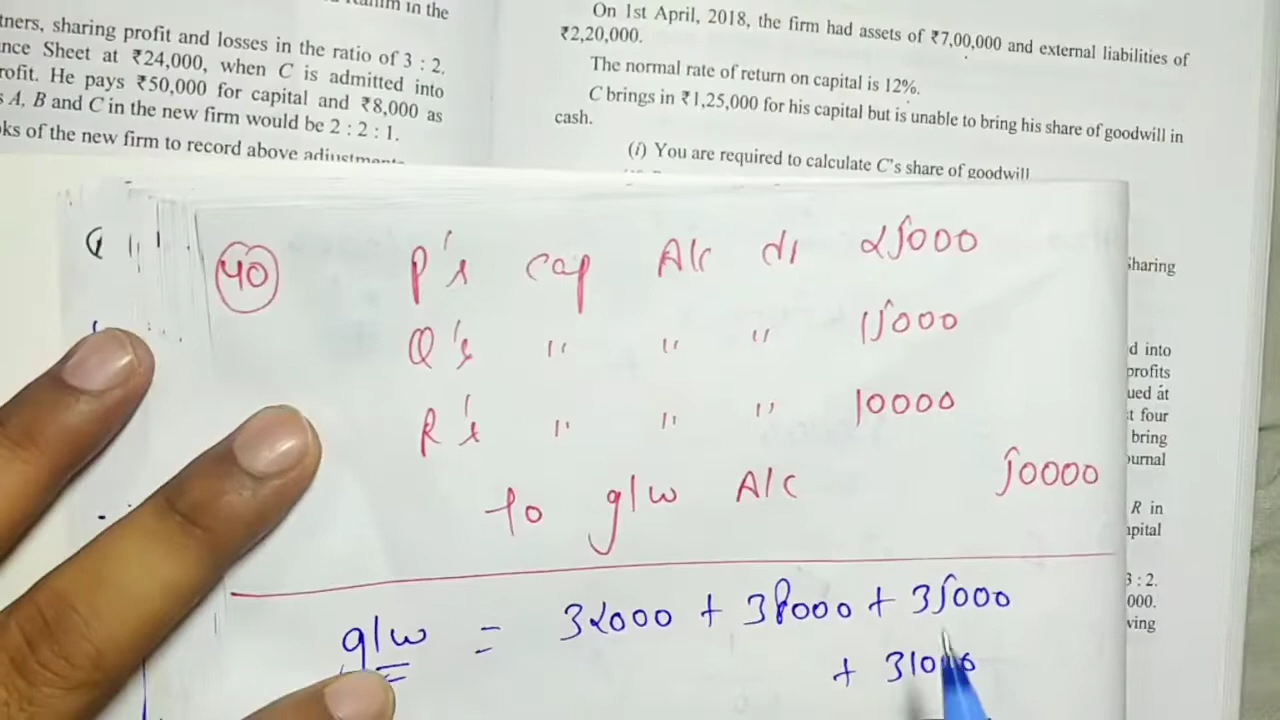 in the
tners, sharing profit and losses in the ratio of 3 : 2.
nce Sheet at ₹24,000, when C is admitted into
rofit. He pays ₹50,000 for capital and ₹8,000 as
s A, B and C in the new firm would be 2 : 2 : 1.
ks of the new firm to record above adjustments
On 1st April, 2018, the firm had assets of ₹7,00,000 and external liabilities of
₹2,20,000.
The normal rate of return on capital is 12%.
C brings in ₹1,25,000 for his capital but is unable to bring his share of goodwill in
cash.
(i) You are required to calculate C's share of goodwill
40 P's cap A/c dr 25000
Q's " " " 15000
R's " " " 10000
to g/w A/c 50000
g/w = 32000 + 38000 + 35000
+ 31000
Sharing
d into
profits
ued at
t four
bring
ournal
R in
apital
3 : 2.
000.
ving